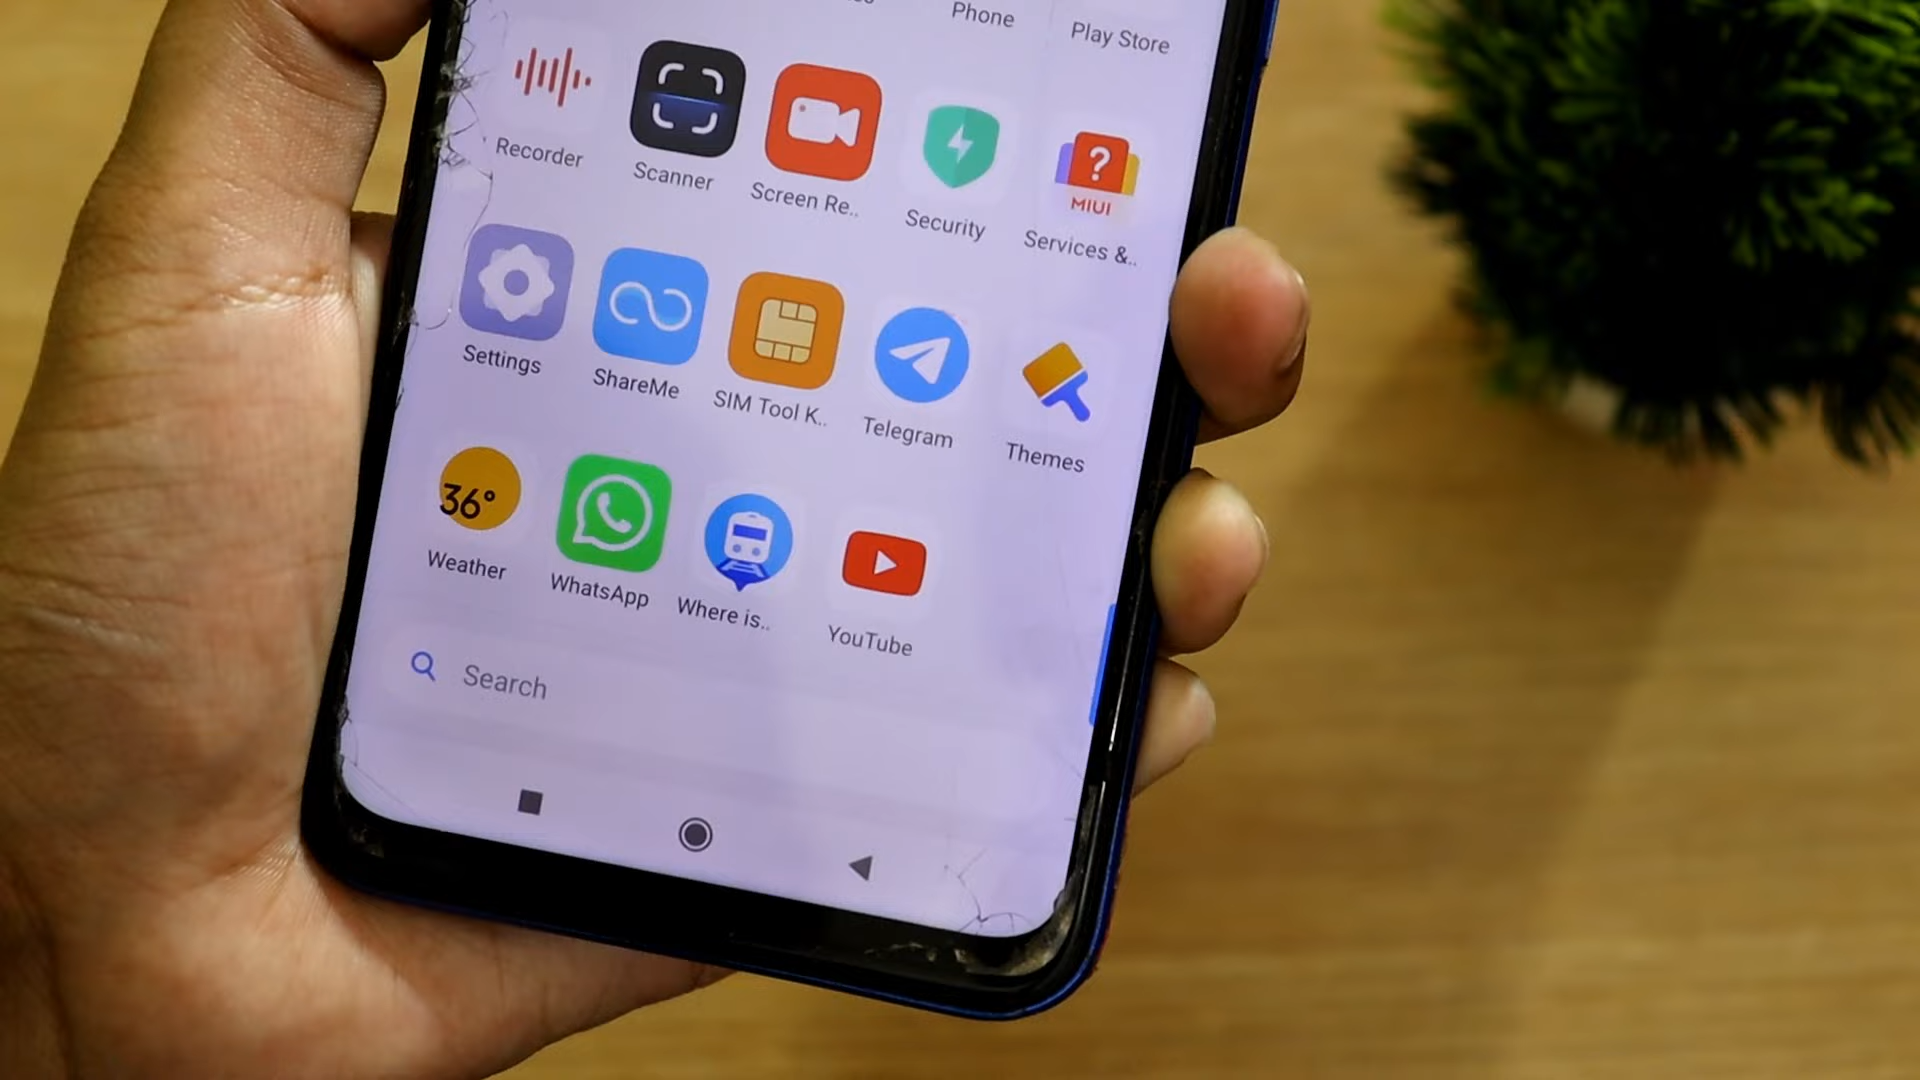 Phone
Play Store
Recorder
Scanner
Screen Re..
Security
?
MIUI
Services &..
Settings
ShareMe
SIM Tool K..
Telegram
Themes
36°
Weather
WhatsApp
Where is..
YouTube
Search